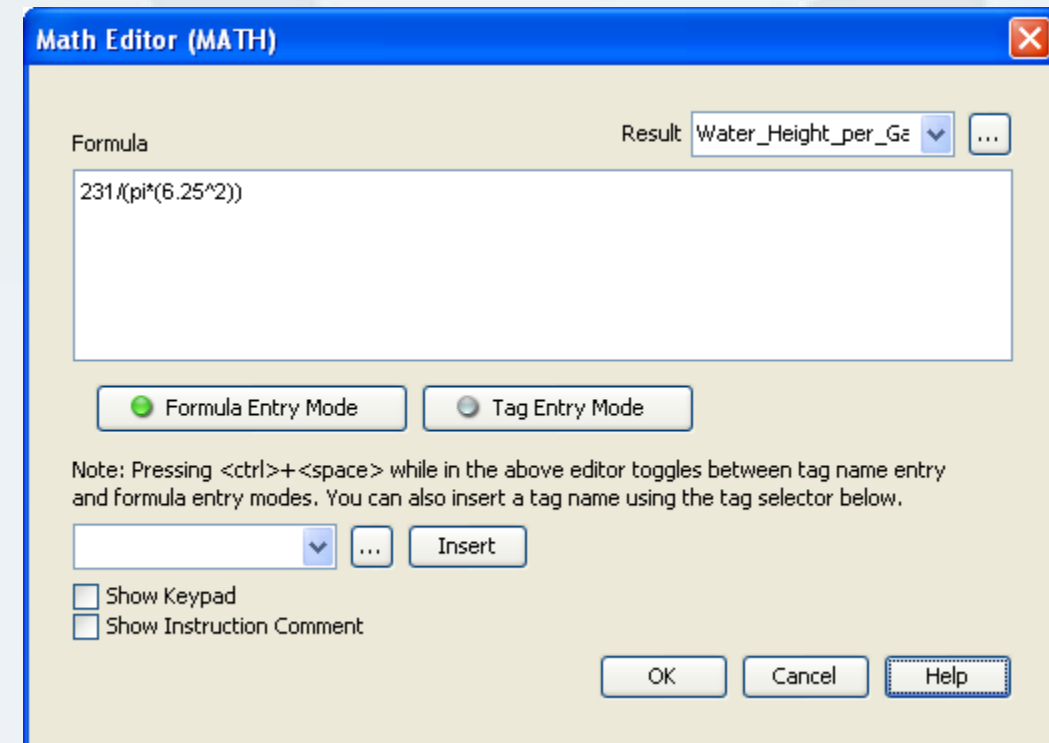 Math Editor (MATH)
Formula
Result Water_Height_per_Ga ...
231/(pi*(6.25^2))
Formula Entry Mode Tag Entry Mode
Note: Pressing <ctrl>+<space> while in the above editor toggles between tag name entry
and formula entry modes. You can also insert a tag name using the tag selector below.
... Insert
Show Keypad
Show Instruction Comment
OK Cancel Help